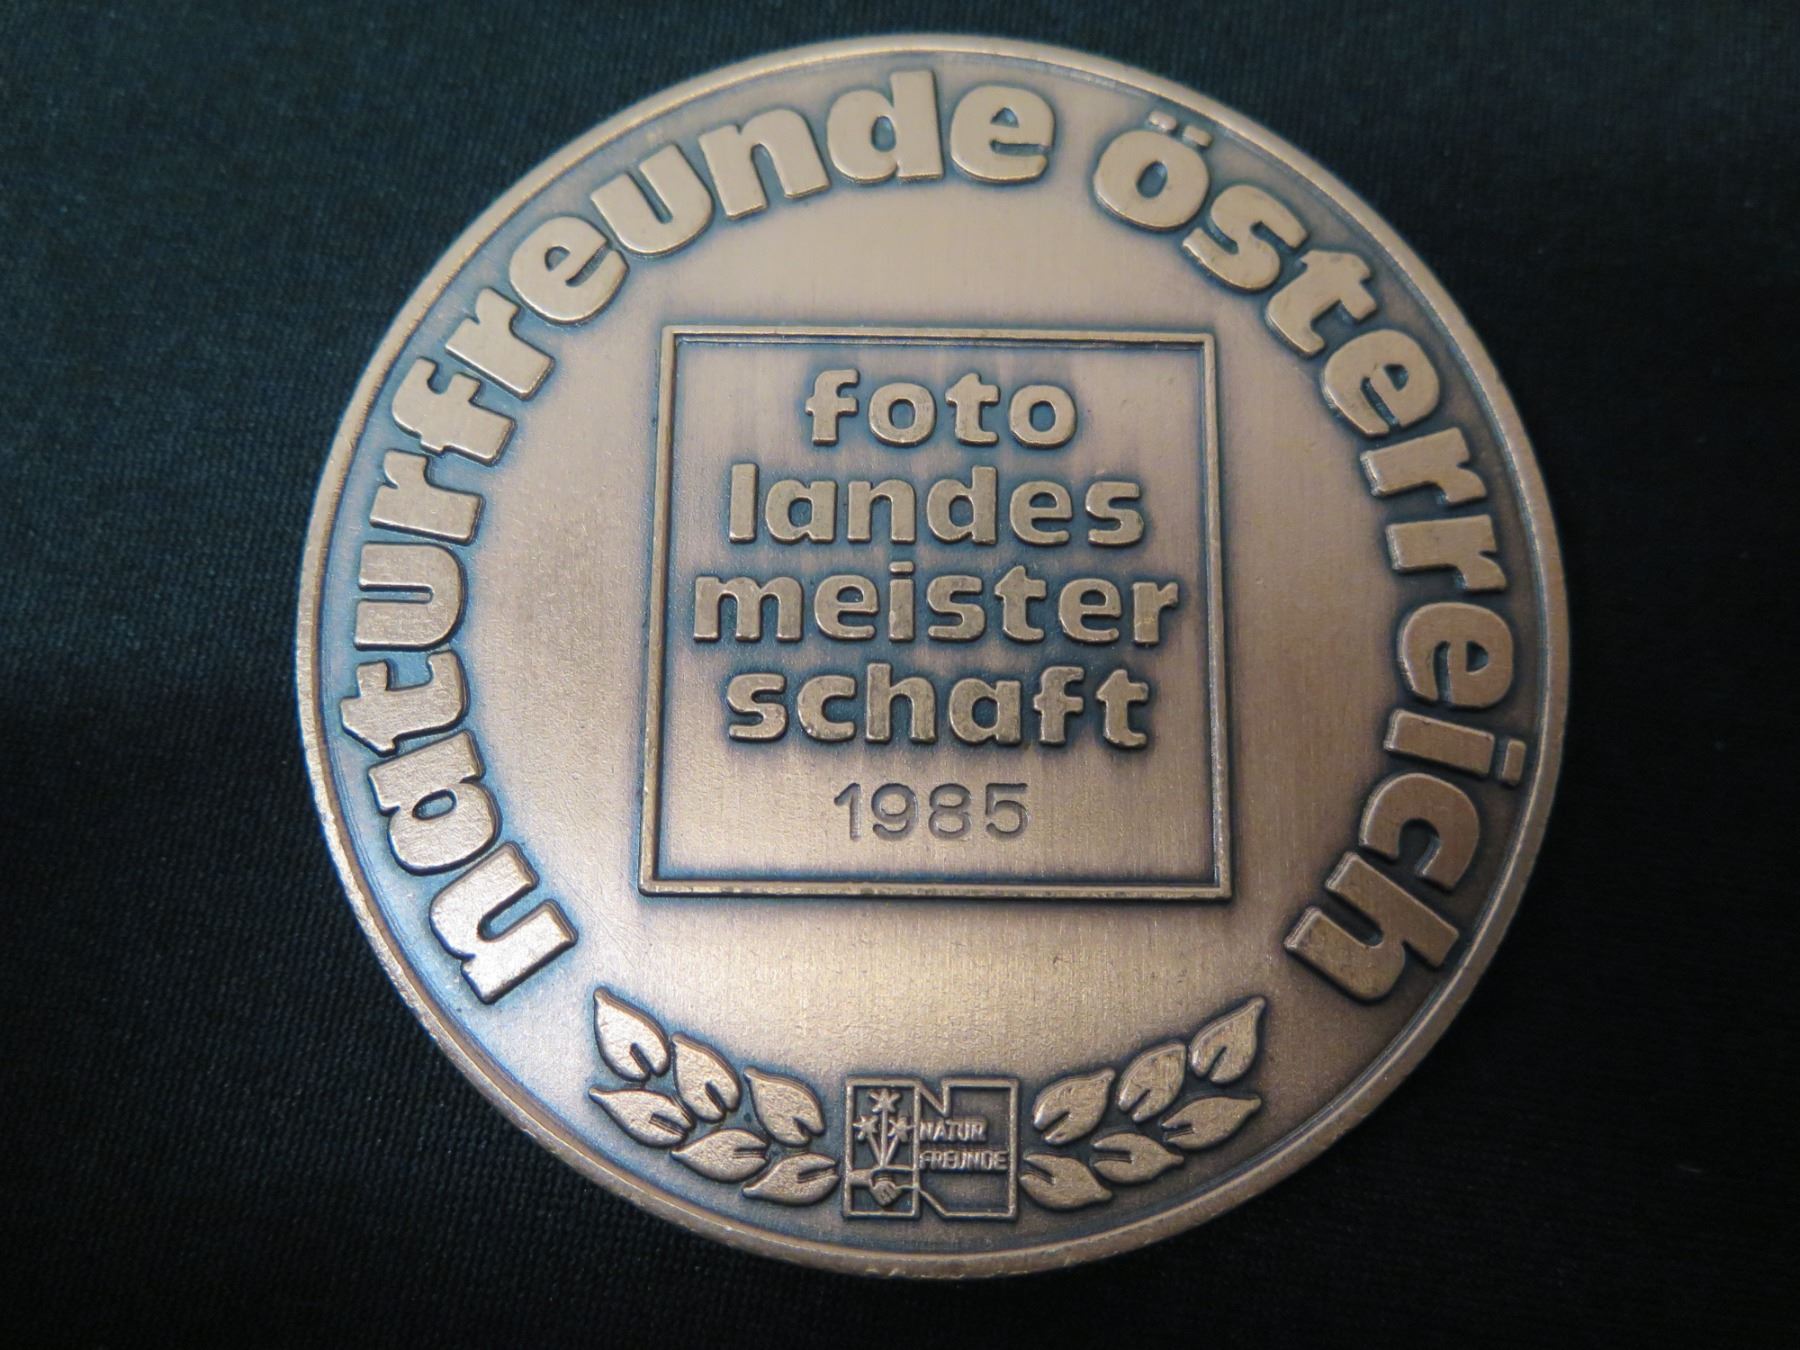 naturfreunde österreich
foto
landes
meister
schaft
1985
NATUR
FREUNDE